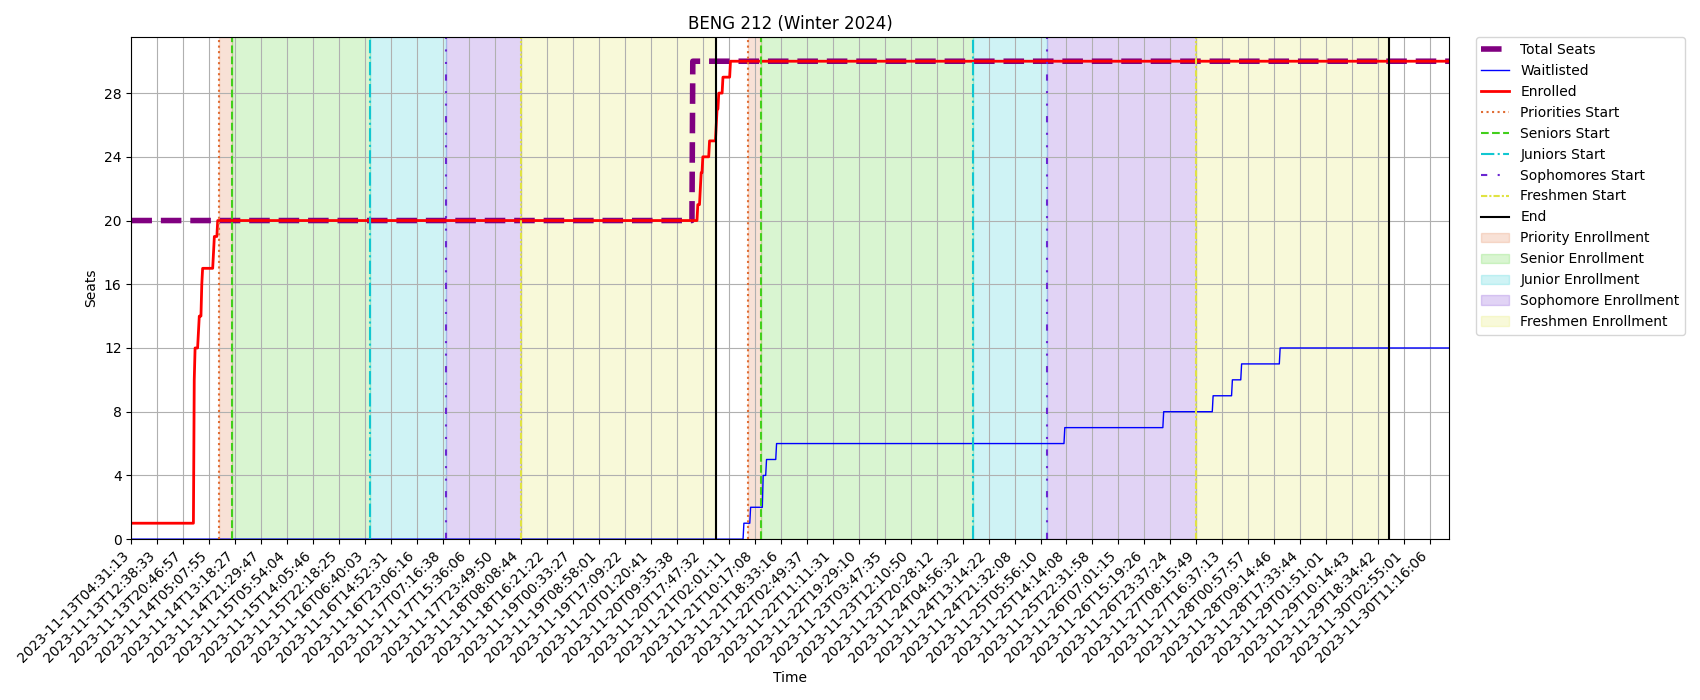 BENG 212 (Winter 2024)
Seats
28
24
20
16
12
8
4
0
2023-11-13T04:31:13
2023-11-13T12:38:33
2023-11-13T20:46:57
2023-11-14T05:07:55
2023-11-14T13:18:27
2023-11-14T21:29:47
2023-11-15T05:54:04
2023-11-15T14:05:46
2023-11-15T22:18:25
2023-11-16T06:40:03
2023-11-16T14:52:31
2023-11-16T23:06:16
2023-11-17T07:16:38
2023-11-17T15:36:06
2023-11-17T23:49:50
2023-11-18T08:08:44
2023-11-18T16:21:22
2023-11-19T00:33:27
2023-11-19T08:58:01
2023-11-19T17:09:22
2023-11-20T01:20:41
2023-11-20T09:35:38
2023-11-20T17:47:32
2023-11-21T02:01:11
2023-11-21T10:17:08
2023-11-21T18:33:16
2023-11-22T02:49:37
2023-11-22T11:11:31
2023-11-22T19:29:10
2023-11-23T03:47:35
2023-11-23T12:10:50
2023-11-23T20:28:12
2023-11-24T04:56:32
2023-11-24T13:14:22
2023-11-24T21:32:08
2023-11-25T05:56:10
2023-11-25T14:14:08
2023-11-25T22:31:58
2023-11-26T07:01:15
2023-11-26T15:19:26
2023-11-26T23:37:24
2023-11-27T08:15:49
2023-11-27T16:37:13
2023-11-28T00:57:57
2023-11-28T09:14:46
2023-11-28T17:33:44
2023-11-29T01:51:01
2023-11-29T10:14:43
2023-11-29T18:34:42
2023-11-30T02:55:01
2023-11-30T11:16:06
Time
Total Seats
Waitlisted
Enrolled
Priorities Start
Seniors Start
Juniors Start
Sophomores Start
Freshmen Start
End
Priority Enrollment
Senior Enrollment
Junior Enrollment
Sophomore Enrollment
Freshmen Enrollment